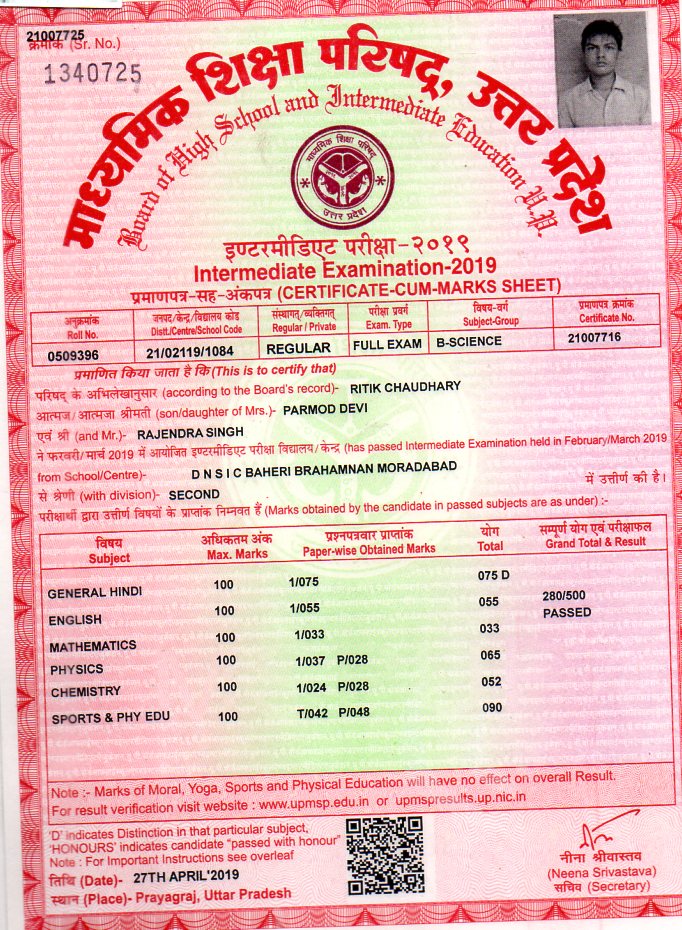 21007725
क्रमांक (Sr. No.)
1340725
माध्यमिक शिक्षा परिषद्, उत्तर प्रदेश
Board of High School and Intermediate Education U.P.
माध्यमिक शिक्षा परिषद्
उत्तर प्रदेश
इण्टरमीडिएट परीक्षा-२०१९
Intermediate Examination-2019
प्रमाणपत्र-सह-अंकपत्र (CERTIFICATE-CUM-MARKS SHEET)
अनुक्रमांक जनपद/केन्द्र/विद्यालय कोड संस्थागत/व्यक्तिगत परीक्षा प्रवर्ग विषय-वर्ग प्रमाणपत्र क्रमांक
Roll No. Distt./Centre/School Code Regular / Private Exam. Type Subject-Group Certificate No.
0509396 21/02119/1084 REGULAR FULL EXAM B-SCIENCE 21007716
प्रमाणित किया जाता है कि(This is to certify that)
परिषद् के अभिलेखानुसार (according to the Board's record)- RITIK CHAUDHARY
आत्मज/आत्मजा श्रीमती (son/daughter of Mrs.)- PARMOD DEVI
एवं श्री (and Mr.)- RAJENDRA SINGH
ने फरवरी/मार्च 2019 में आयोजित इण्टरमीडिएट परीक्षा विद्यालय/केन्द्र (has passed Intermediate Examination held in February/March 2019
from School/Centre)- D N S I C BAHERI BRAHAMNAN MORADABAD में उत्तीर्ण की है।
से श्रेणी (with division)- SECOND
परीक्षार्थी द्वारा उत्तीर्ण विषयों के प्राप्तांक निम्नवत हैं (Marks obtained by the candidate in passed subjects are as under) :-
विषय अधिकतम अंक प्रश्नपत्रवार प्राप्तांक योग सम्पूर्ण योग एवं परीक्षाफल
Subject Max. Marks Paper-wise Obtained Marks Total Grand Total & Result
GENERAL HINDI 100 1/075 075 D
ENGLISH 100 1/055 055 280/500
PASSED
MATHEMATICS 100 1/033 033
PHYSICS 100 1/037 P/028 065
CHEMISTRY 100 1/024 P/028 052
SPORTS & PHY EDU 100 T/042 P/048 090
Note :- Marks of Moral, Yoga, Sports and Physical Education will have no effect on overall Result.
For result verification visit website : www.upmsp.edu.in or upmspresults.up.nic.in
'D' indicates Distinction in that particular subject,
'HONOURS' indicates candidate "passed with honour"
Note : For Important Instructions see overleaf
तिथि (Date)- 27TH APRIL'2019
स्थान (Place)- Prayagraj, Uttar Pradesh
नीना श्रीवास्तव
(Neena Srivastava)
सचिव (Secretary)